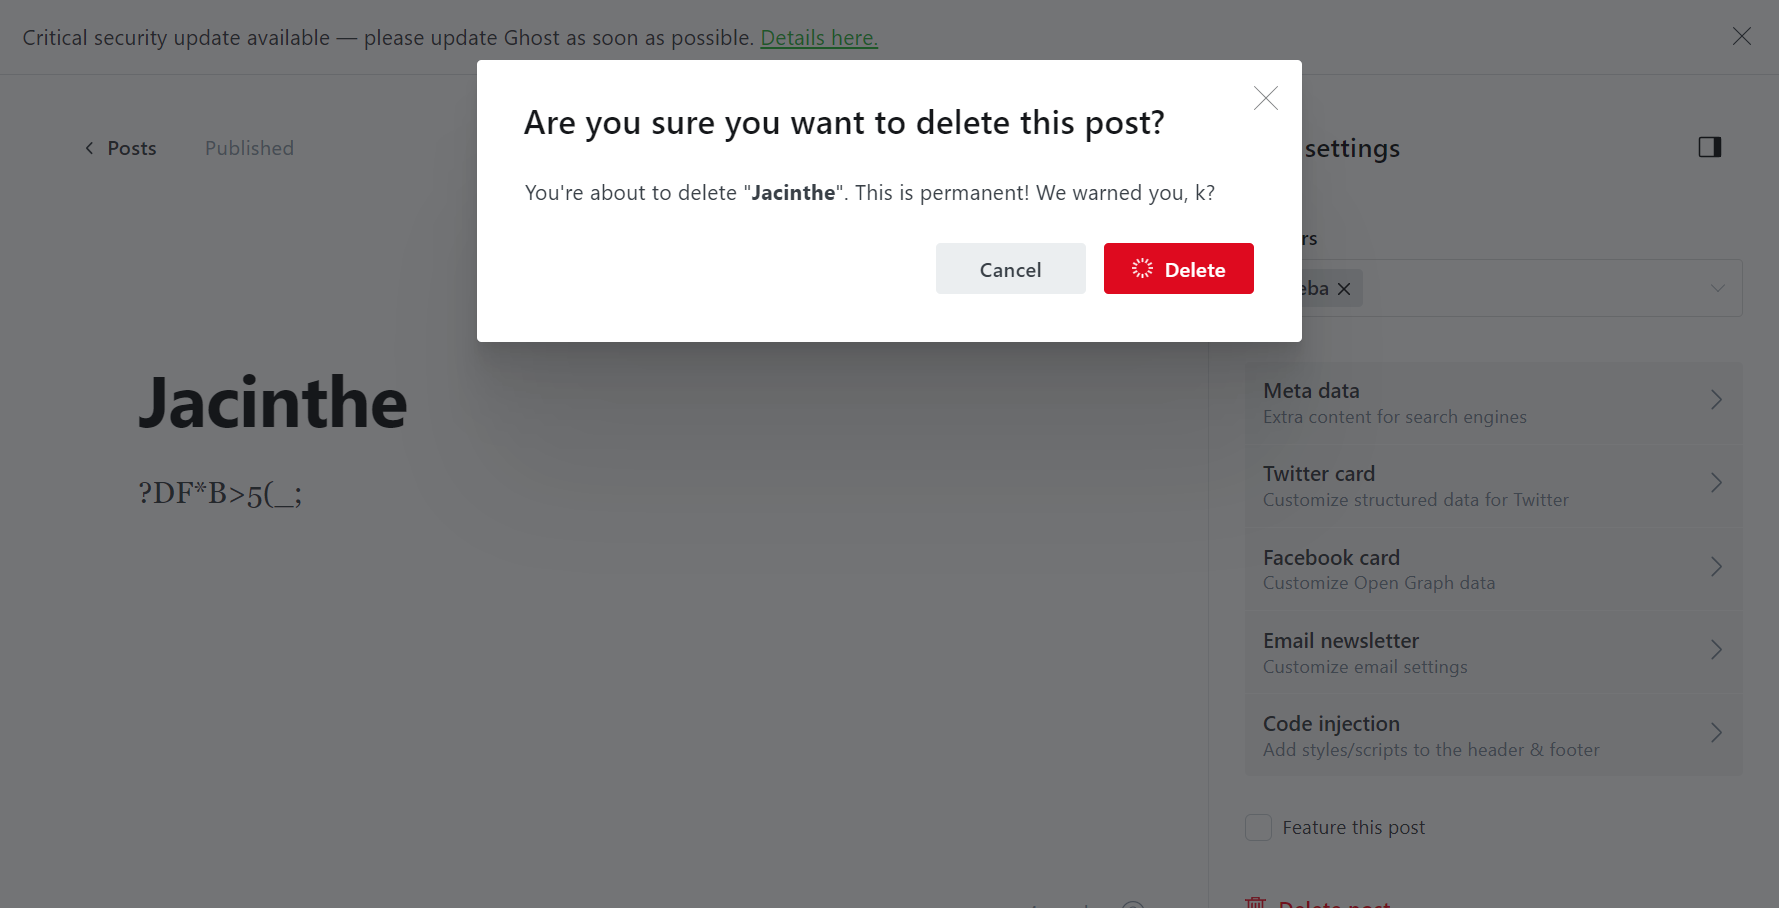 Critical security update available — please update Ghost as soon as possible. Details here.
Are you sure you want to delete this post?
You're about to delete "Jacinthe". This is permanent! We warned you, k?
Cancel
Delete
Posts
Published
settings
Jacinthe
?DF*B>5(_;
Meta data
Extra content for search engines
Twitter card
Customize structured data for Twitter
Facebook card
Customize Open Graph data
Email newsletter
Customize email settings
Code injection
Add styles/scripts to the header & footer
Feature this post
Delete post